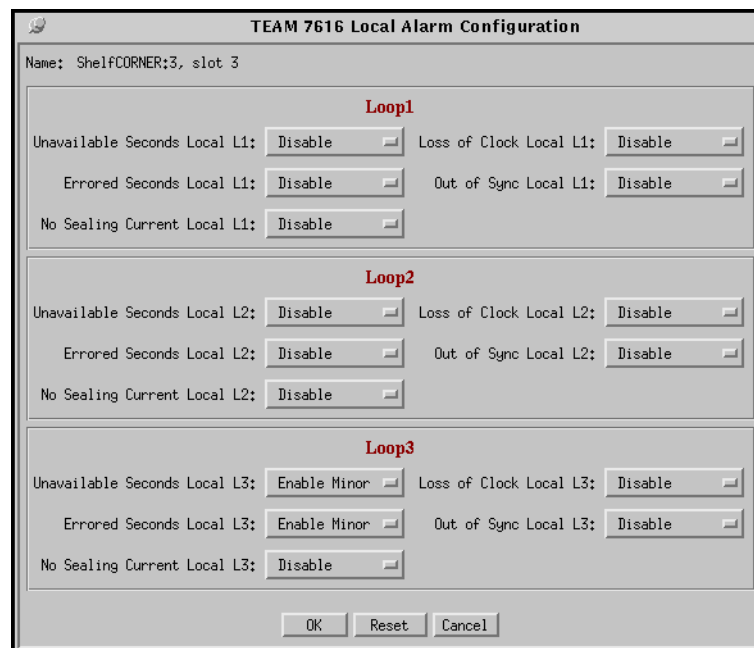 TEAM 7616 Local Alarm Configuration
Name: ShelfCORNER:3, slot 3
Loop1
Unavailable Seconds Local L1: Disable Loss of Clock Local L1: Disable
Errored Seconds Local L1: Disable Out of Sync Local L1: Disable
No Sealing Current Local L1: Disable
Loop2
Unavailable Seconds Local L2: Disable Loss of Clock Local L2: Disable
Errored Seconds Local L2: Disable Out of Sync Local L2: Disable
No Sealing Current Local L2: Disable
Loop3
Unavailable Seconds Local L3: Enable Minor Loss of Clock Local L3: Disable
Errored Seconds Local L3: Enable Minor Out of Sync Local L3: Disable
No Sealing Current Local L3: Disable
OK Reset Cancel